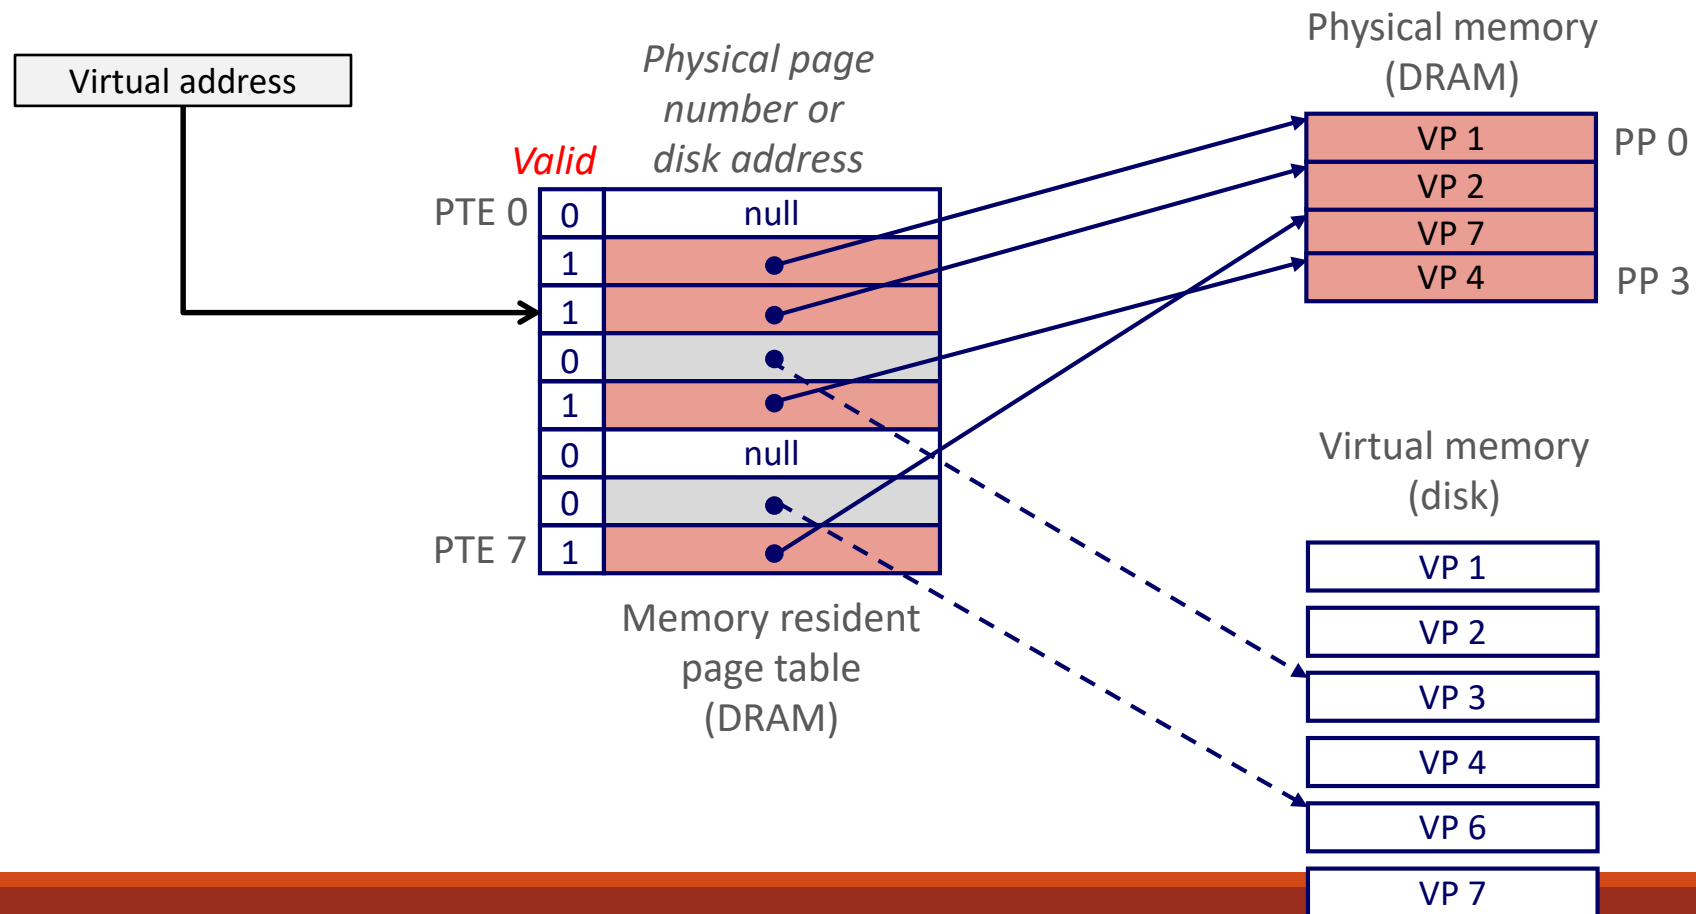 Virtual address
Physical page
number or
disk address
Valid
PTE 0
0
null
1
1
0
1
0
null
0
PTE 7
1
Memory resident
page table
(DRAM)
Physical memory
(DRAM)
VP 1
PP 0
VP 2
VP 7
VP 4
PP 3
Virtual memory
(disk)
VP 1
VP 2
VP 3
VP 4
VP 6
VP 7